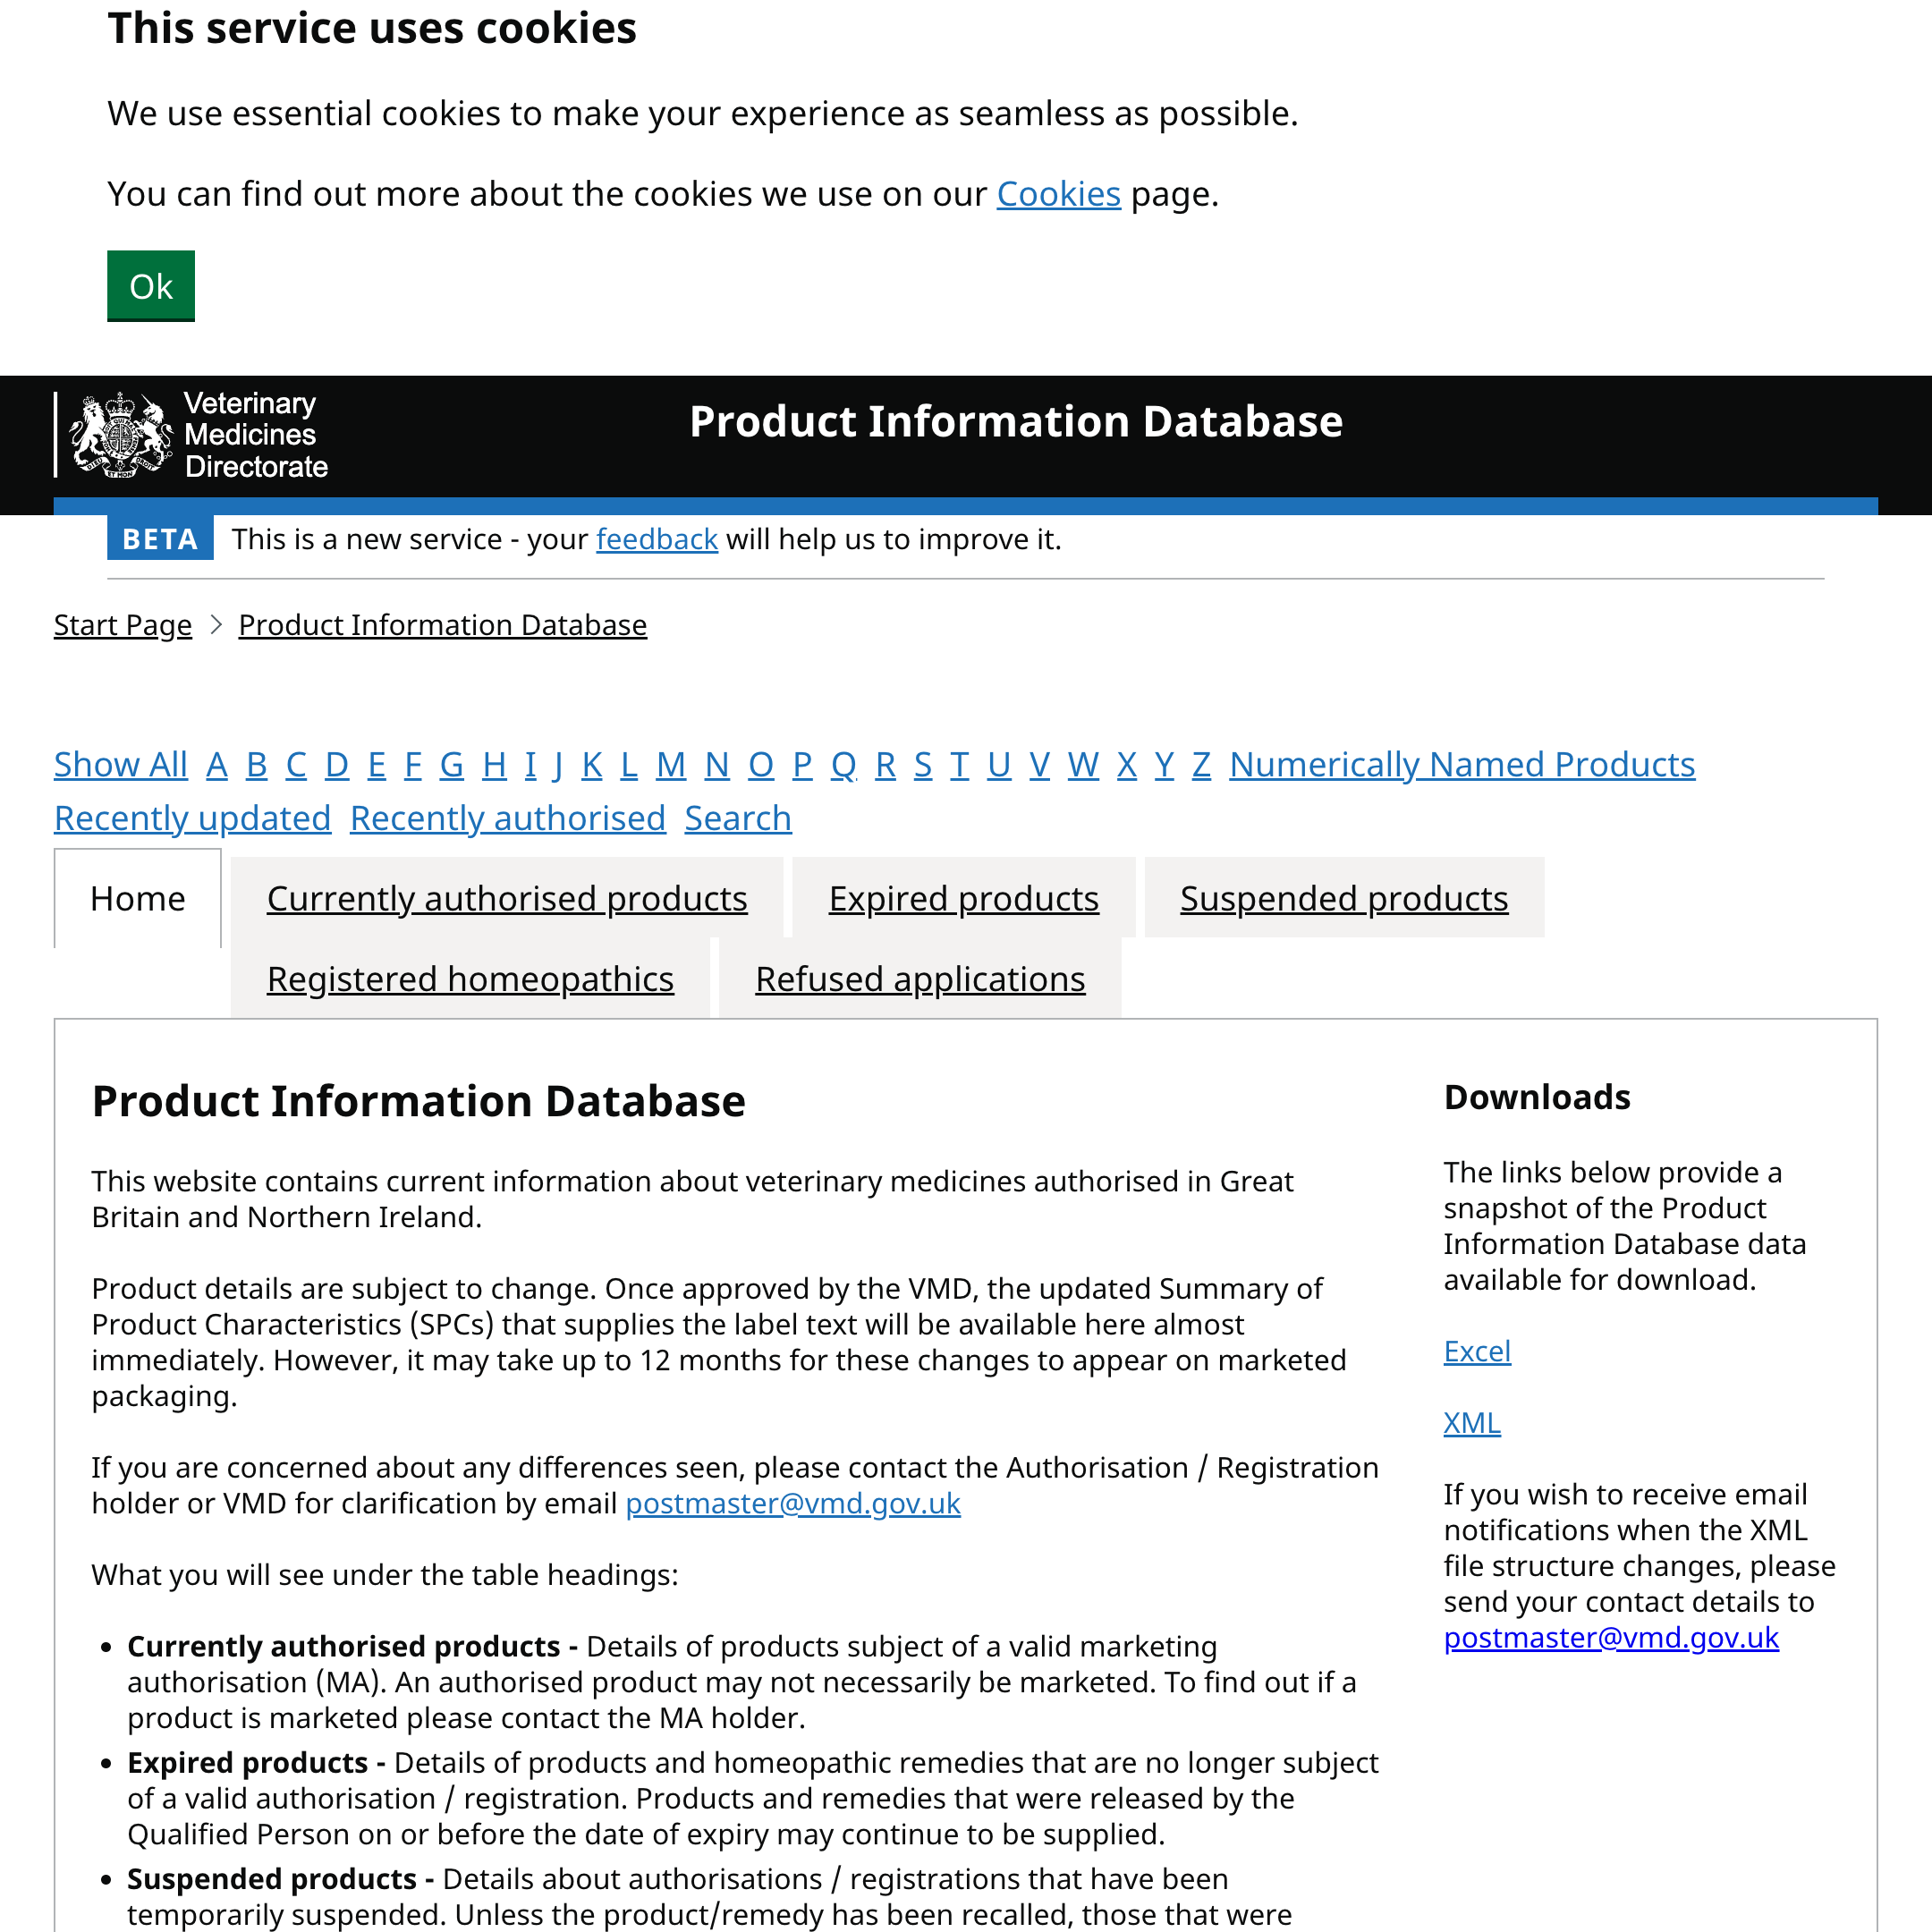 This service uses cookies
We use essential cookies to make your experience as seamless as possible.
You can find out more about the cookies we use on our Cookies page.
Ok
Veterinary
Medicines
Directorate
Product Information Database
BETA This is a new service - your feedback will help us to improve it.
Start Page > Product Information Database
Show All A B C D E F G H I J K L M N O P Q R S T U V W X Y Z Numerically Named Products
Recently updated Recently authorised Search
Home Currently authorised products Expired products Suspended products
Registered homeopathics Refused applications
Product Information Database
This website contains current information about veterinary medicines authorised in Great
Britain and Northern Ireland.
Product details are subject to change. Once approved by the VMD, the updated Summary of
Product Characteristics (SPCs) that supplies the label text will be available here almost
immediately. However, it may take up to 12 months for these changes to appear on marketed
packaging.
If you are concerned about any differences seen, please contact the Authorisation / Registration
holder or VMD for clarification by email postmaster@vmd.gov.uk
What you will see under the table headings:
• Currently authorised products - Details of products subject of a valid marketing
authorisation (MA). An authorised product may not necessarily be marketed. To find out if a
product is marketed please contact the MA holder.
• Expired products - Details of products and homeopathic remedies that are no longer subject
of a valid authorisation / registration. Products and remedies that were released by the
Qualified Person on or before the date of expiry may continue to be supplied.
• Suspended products - Details about authorisations / registrations that have been
temporarily suspended. Unless the product/remedy has been recalled, those that were
Downloads
The links below provide a
snapshot of the Product
Information Database data
available for download.
Excel
XML
If you wish to receive email
notifications when the XML
file structure changes, please
send your contact details to
postmaster@vmd.gov.uk